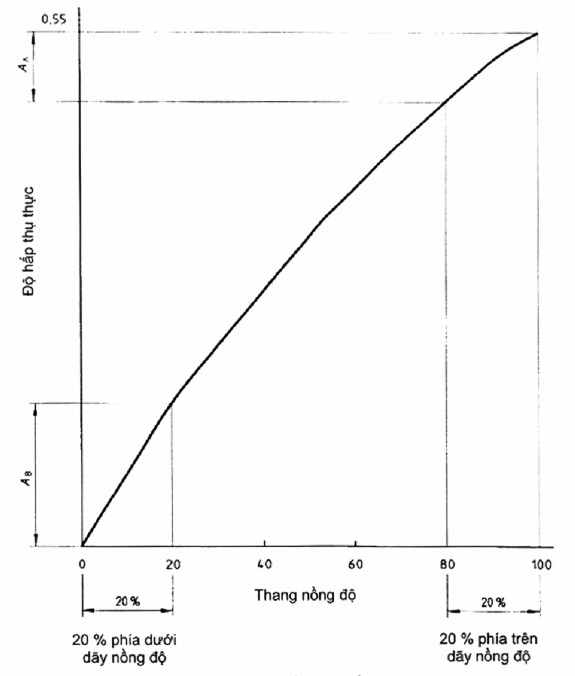 0,55
A_A
Độ hấp thụ thực
A_B
0 20 40 60 80 100
Thang nồng độ
20 % 20 %
20 % phía dưới
dãy nồng độ
20 % phía trên
dãy nồng độ